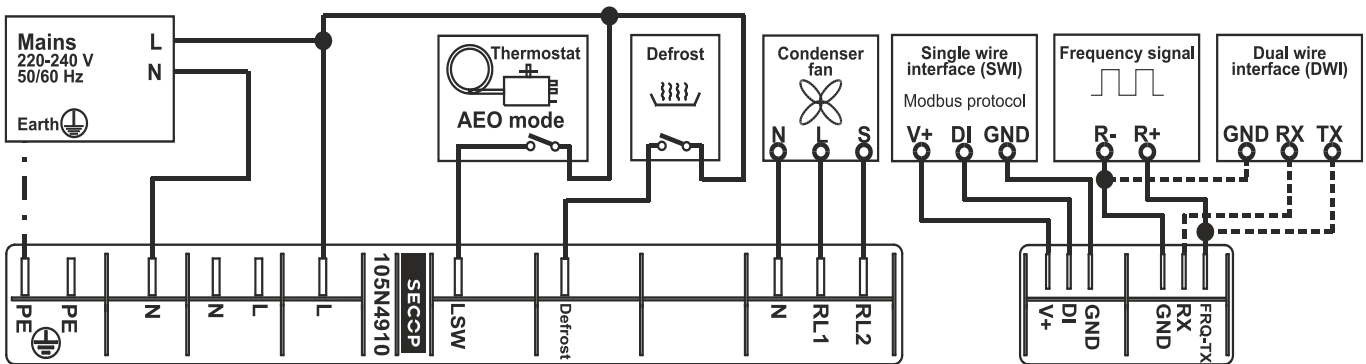 Mains
220-240 V
50/60 Hz
L
N
Earth
Thermostat
AEO mode
Defrost
Condenser
fan
N L S
Single wire
interface (SWI)
Modbus protocol
V+ DI GND
Frequency signal
R- R+
Dual wire
interface (DWI)
GND RX TX
PE
PE
N
N
L
L
105N4910
SECOP
LSW
Defrost
N
RL1
RL2
V+
DI
GND
GND
RX
FRQ-TX